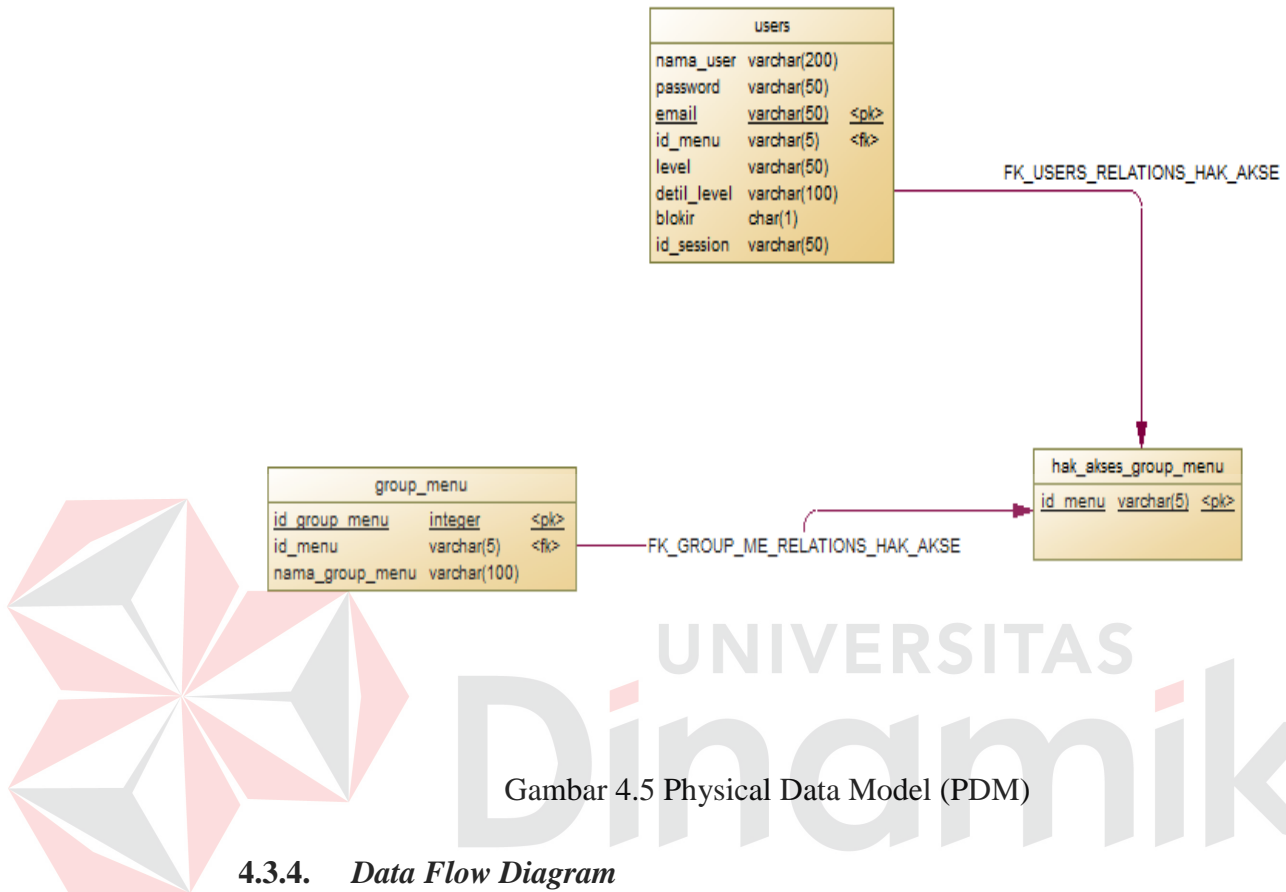 users
nama_user varchar(200)
password varchar(50)
email varchar(50) <pk>
id_menu varchar(5) <fk>
level varchar(50)
detil_level varchar(100)
blokir char(1)
id_session varchar(50)
FK_USERS_RELATIONS_HAK_AKSE
hak_akses_group_menu
id_menu varchar(5) <pk>
group_menu
id_group_menu integer <pk>
id_menu varchar(5) <fk>
nama_group_menu varchar(100)
FK_GROUP_ME_RELATIONS_HAK_AKSE
UNIVERSITAS
Dinamik
Gambar 4.5 Physical Data Model (PDM)
4.3.4. Data Flow Diagram